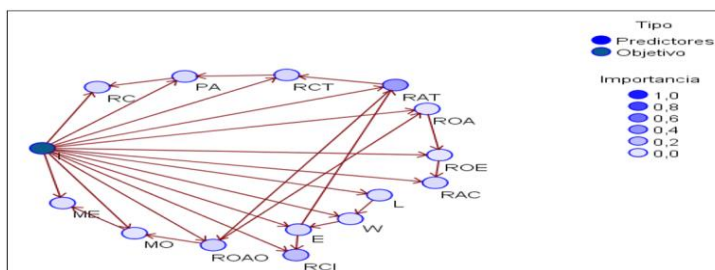 Tipo
Predictores
Objetivo
Importancia
1,0
0,8
0,6
0,4
0,2
0,0
RC
PA
RCT
RAT
ROA
ROE
RAC
L
W
E
RCI
ROAO
MO
ME